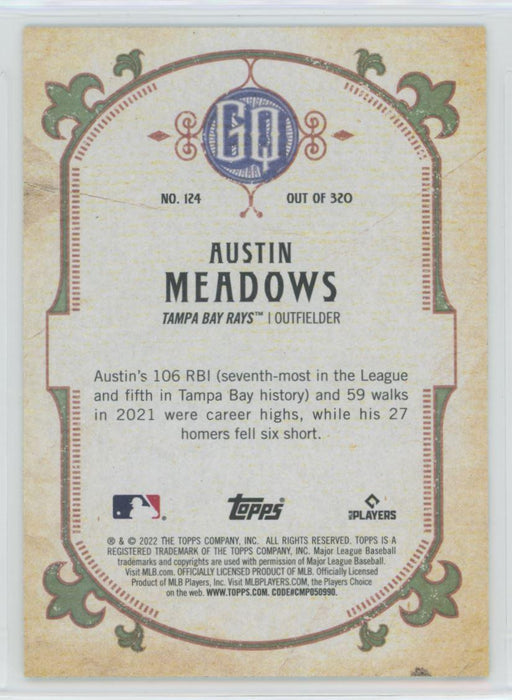 GQ
NO. 124 OUT OF 320
AUSTIN
MEADOWS
TAMPA BAY RAYS™ | OUTFIELDER
Austin's 106 RBI (seventh-most in the League
and fifth in Tampa Bay history) and 59 walks
in 2021 were career highs, while his 27
homers fell six short.
topps PLAYERS
® & © 2022 THE TOPPS COMPANY, INC. ALL RIGHTS RESERVED. TOPPS IS A
REGISTERED TRADEMARK OF THE TOPPS COMPANY, INC. Major League Baseball
trademarks and copyrights are used with permission of Major League Baseball.
Visit MLB.com. OFFICIALLY LICENSED PRODUCT OF MLB Players, Inc. Officially Licensed
Product of MLB Players, Inc. Visit MLBPLAYERS.COM, the Players Choice
on the web. WWW.TOPPS.COM. CODE#CMP050990.